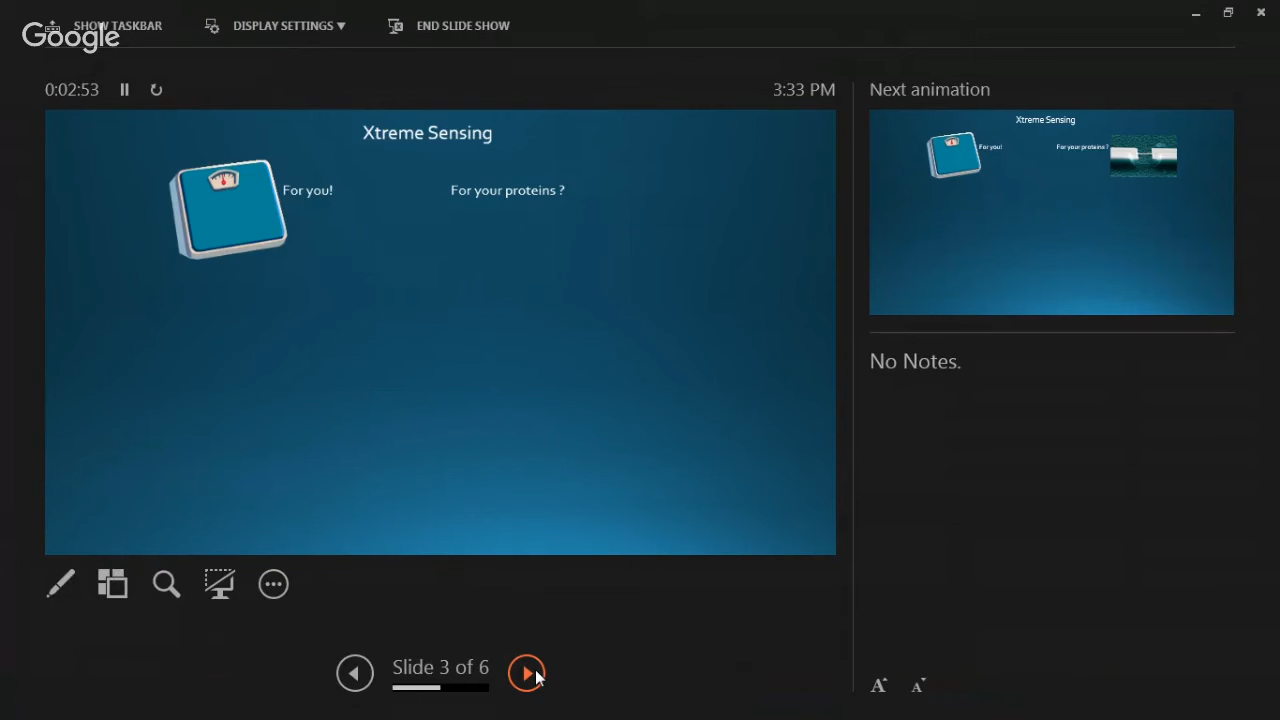 SHOW TASKBAR
DISPLAY SETTINGS ▼
END SLIDE SHOW
Google
0:02:53
3:33 PM
Next animation
Xtreme Sensing
For you!
For your proteins ?
Xtreme Sensing
For you!
For your proteins ?
No Notes.
Slide 3 of 6
A
A